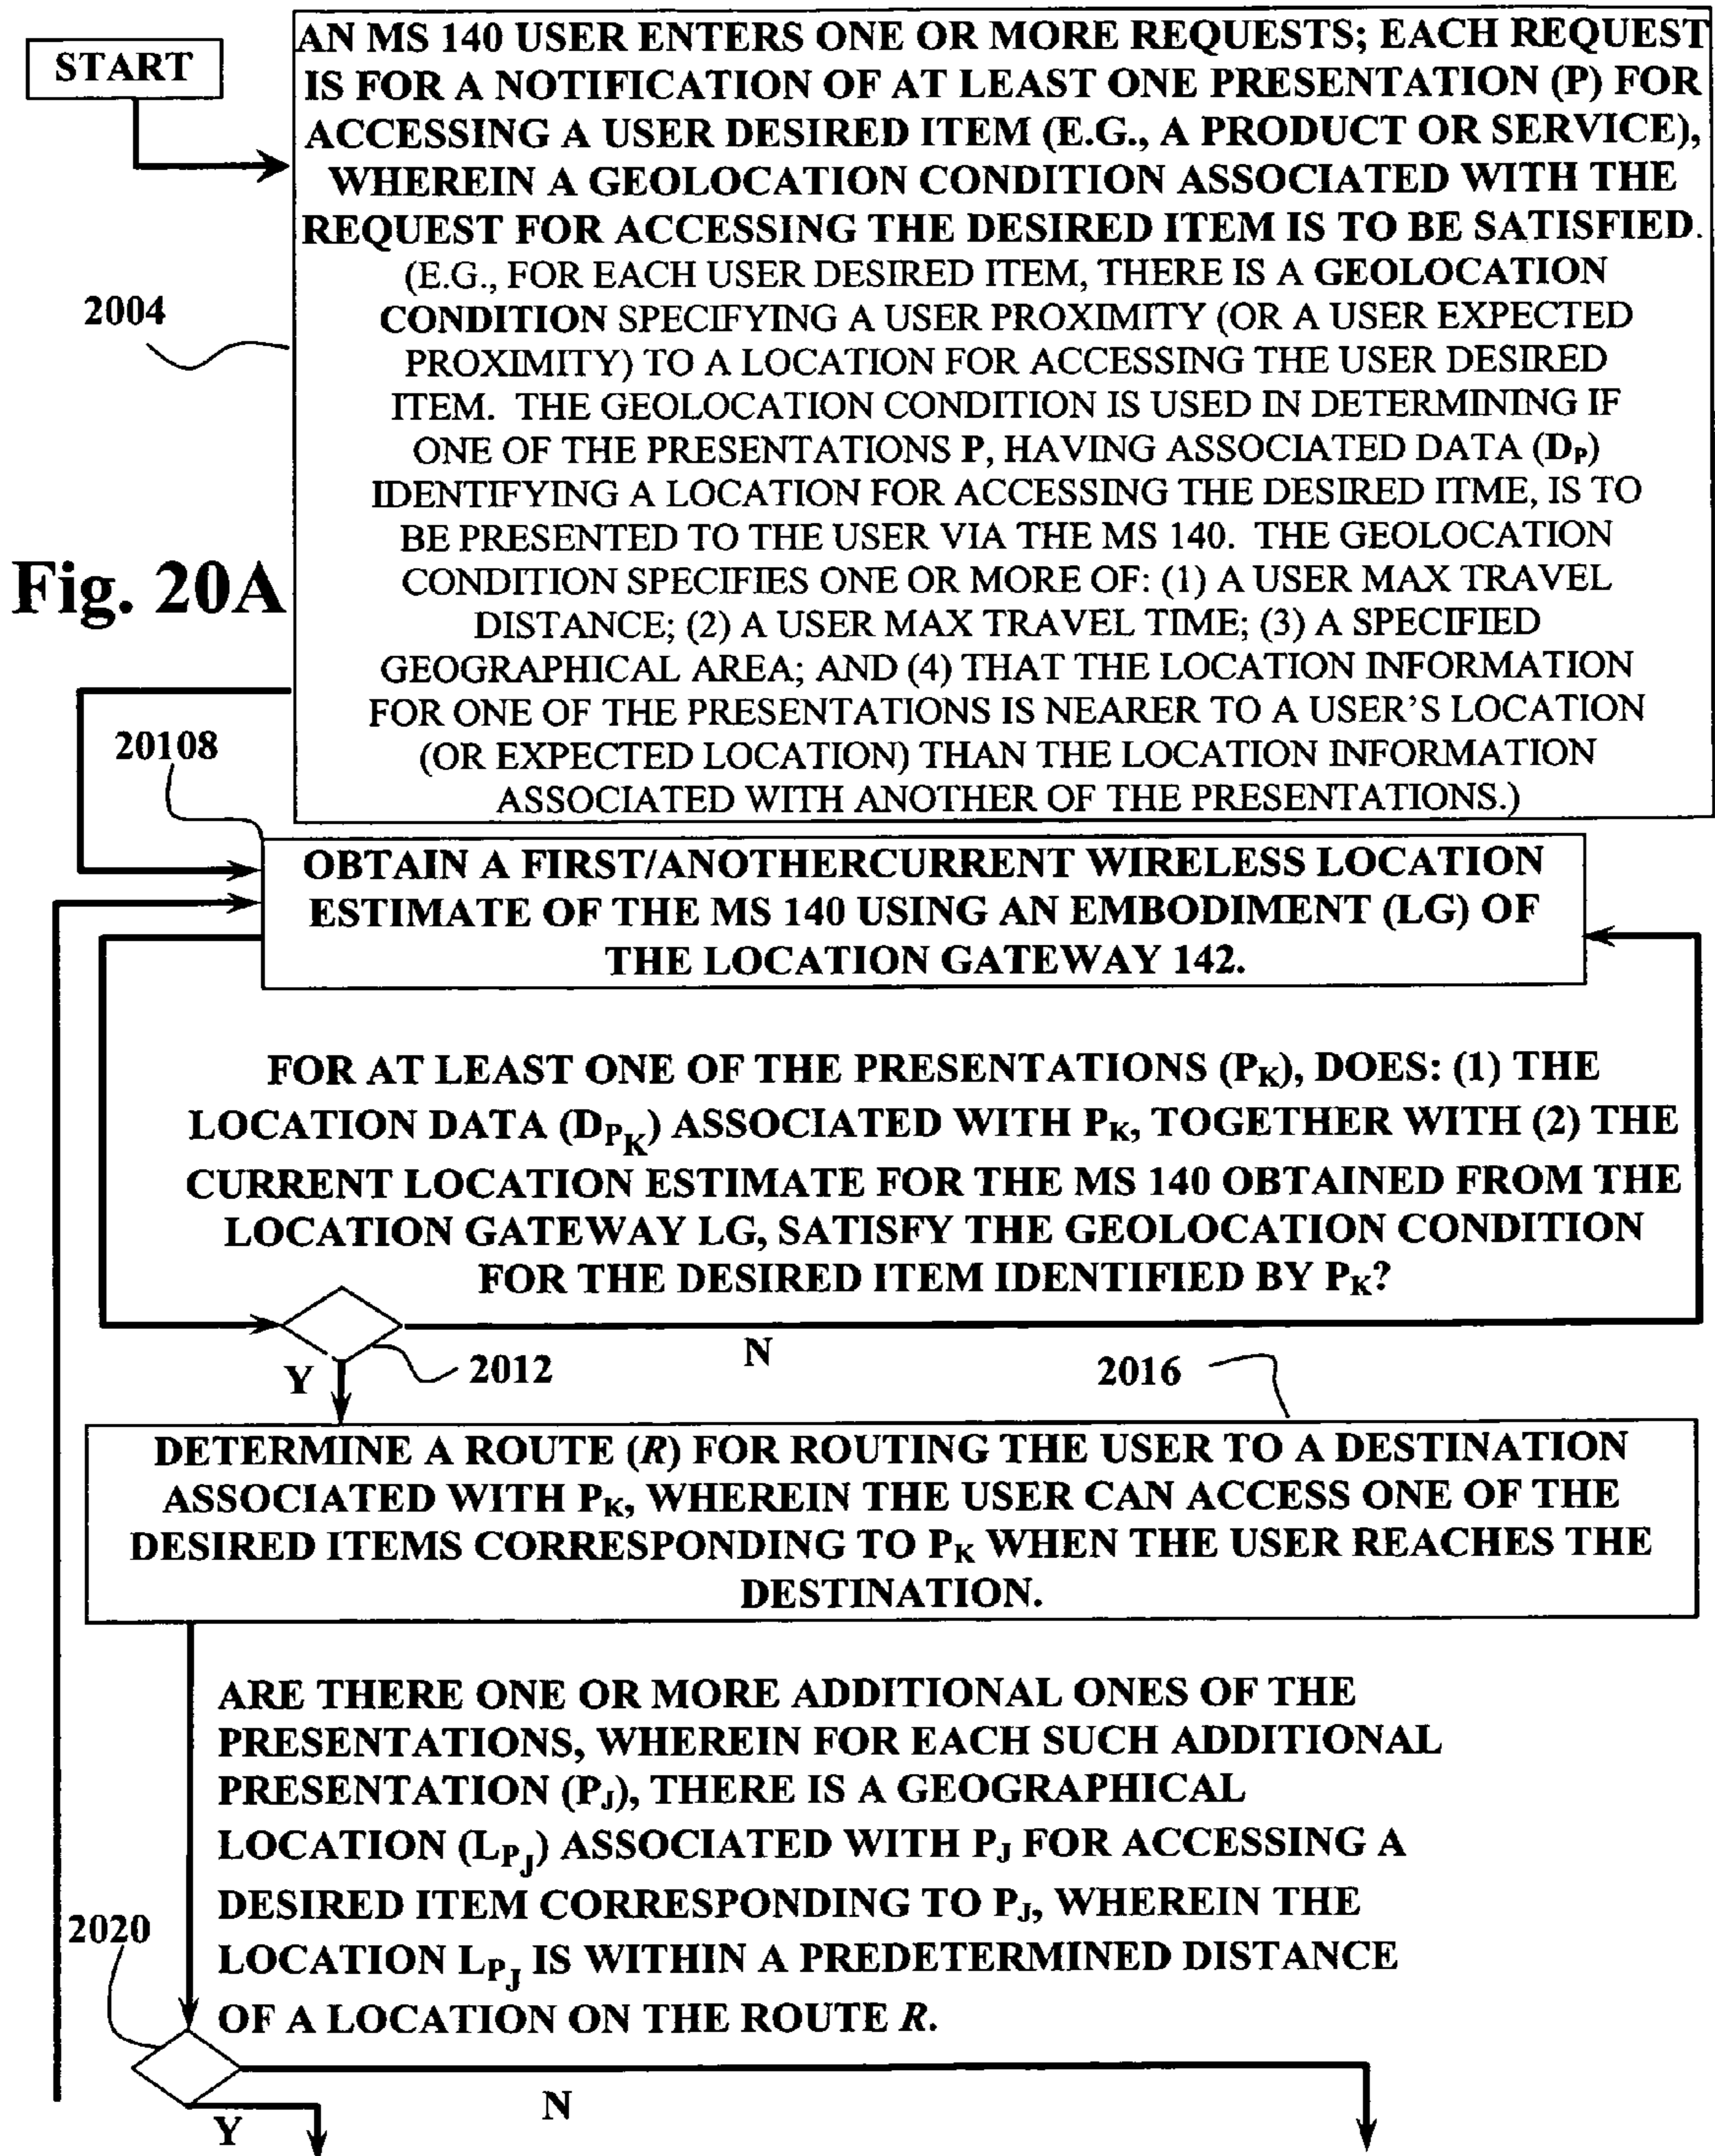 START
AN MS 140 USER ENTERS ONE OR MORE REQUESTS; EACH REQUEST
IS FOR A NOTIFICATION OF AT LEAST ONE PRESENTATION (P) FOR
ACCESSING A USER DESIRED ITEM (E.G., A PRODUCT OR SERVICE),
WHEREIN A GEOLOCATION CONDITION ASSOCIATED WITH THE
REQUEST FOR ACCESSING THE DESIRED ITEM IS TO BE SATISFIED.
(E.G., FOR EACH USER DESIRED ITEM, THERE IS A GEOLOCATION
CONDITION SPECIFYING A USER PROXIMITY (OR A USER EXPECTED
PROXIMITY) TO A LOCATION FOR ACCESSING THE USER DESIRED
ITEM. THE GEOLOCATION CONDITION IS USED IN DETERMINING IF
ONE OF THE PRESENTATIONS P, HAVING ASSOCIATED DATA (DP)
IDENTIFYING A LOCATION FOR ACCESSING THE DESIRED ITME, IS TO
BE PRESENTED TO THE USER VIA THE MS 140. THE GEOLOCATION
CONDITION SPECIFIES ONE OR MORE OF: (1) A USER MAX TRAVEL
DISTANCE; (2) A USER MAX TRAVEL TIME; (3) A SPECIFIED
GEOGRAPHICAL AREA; AND (4) THAT THE LOCATION INFORMATION
FOR ONE OF THE PRESENTATIONS IS NEARER TO A USER'S LOCATION
(OR EXPECTED LOCATION) THAN THE LOCATION INFORMATION
ASSOCIATED WITH ANOTHER OF THE PRESENTATIONS.)
2004
Fig. 20A
20108
OBTAIN A FIRST/ANOTHERCURRENT WIRELESS LOCATION
ESTIMATE OF THE MS 140 USING AN EMBODIMENT (LG) OF
THE LOCATION GATEWAY 142.
FOR AT LEAST ONE OF THE PRESENTATIONS (PK), DOES: (1) THE
LOCATION DATA (DPK) ASSOCIATED WITH PK, TOGETHER WITH (2) THE
CURRENT LOCATION ESTIMATE FOR THE MS 140 OBTAINED FROM THE
LOCATION GATEWAY LG, SATISFY THE GEOLOCATION CONDITION
FOR THE DESIRED ITEM IDENTIFIED BY PK?
N
Y
2012
2016
DETERMINE A ROUTE (R) FOR ROUTING THE USER TO A DESTINATION
ASSOCIATED WITH PK, WHEREIN THE USER CAN ACCESS ONE OF THE
DESIRED ITEMS CORRESPONDING TO PK WHEN THE USER REACHES THE
DESTINATION.
ARE THERE ONE OR MORE ADDITIONAL ONES OF THE
PRESENTATIONS, WHEREIN FOR EACH SUCH ADDITIONAL
PRESENTATION (PJ), THERE IS A GEOGRAPHICAL
LOCATION (LPJ) ASSOCIATED WITH PJ FOR ACCESSING A
DESIRED ITEM CORRESPONDING TO PJ, WHEREIN THE
LOCATION LPJ IS WITHIN A PREDETERMINED DISTANCE
OF A LOCATION ON THE ROUTE R.
2020
N
Y